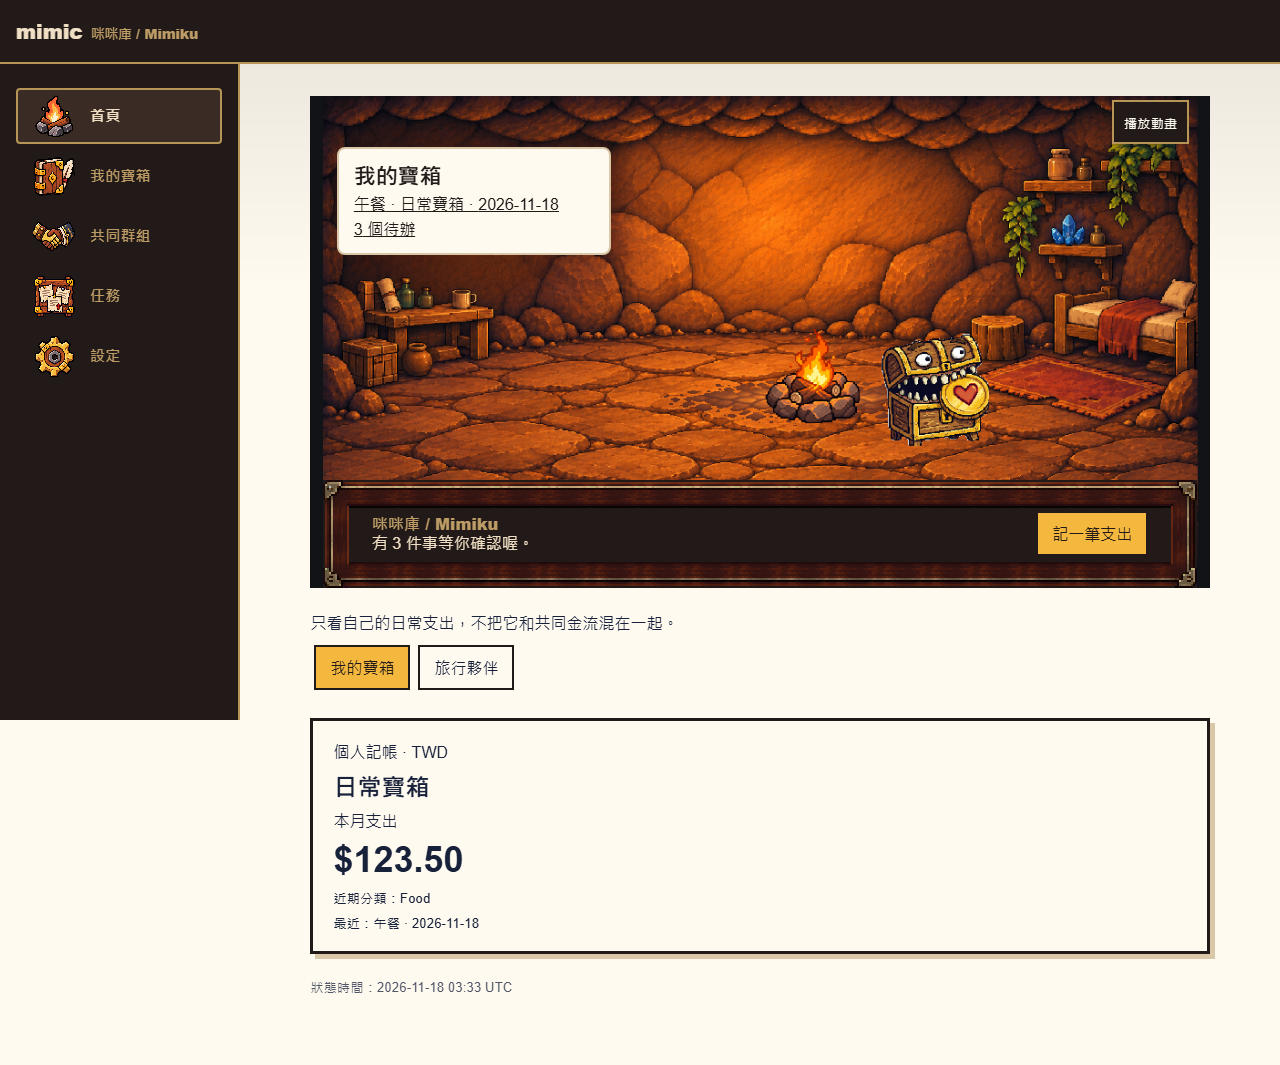 mimic 咪咪庫 / Mimiku
首頁
我的寶箱
共同群組
任務
設定
播放動畫
我的寶箱
午餐 · 日常寶箱 · 2026-11-18
3 個待辦
咪咪庫 / Mimiku
有 3 件事等你確認喔。
記一筆支出
只看自己的日常支出，不把它和共同金流混在一起。
我的寶箱
旅行夥伴
個人記帳 · TWD
日常寶箱
本月支出
$123.50
近期分類：Food
最近：午餐 · 2026-11-18
狀態時間：2026-11-18 03:33 UTC